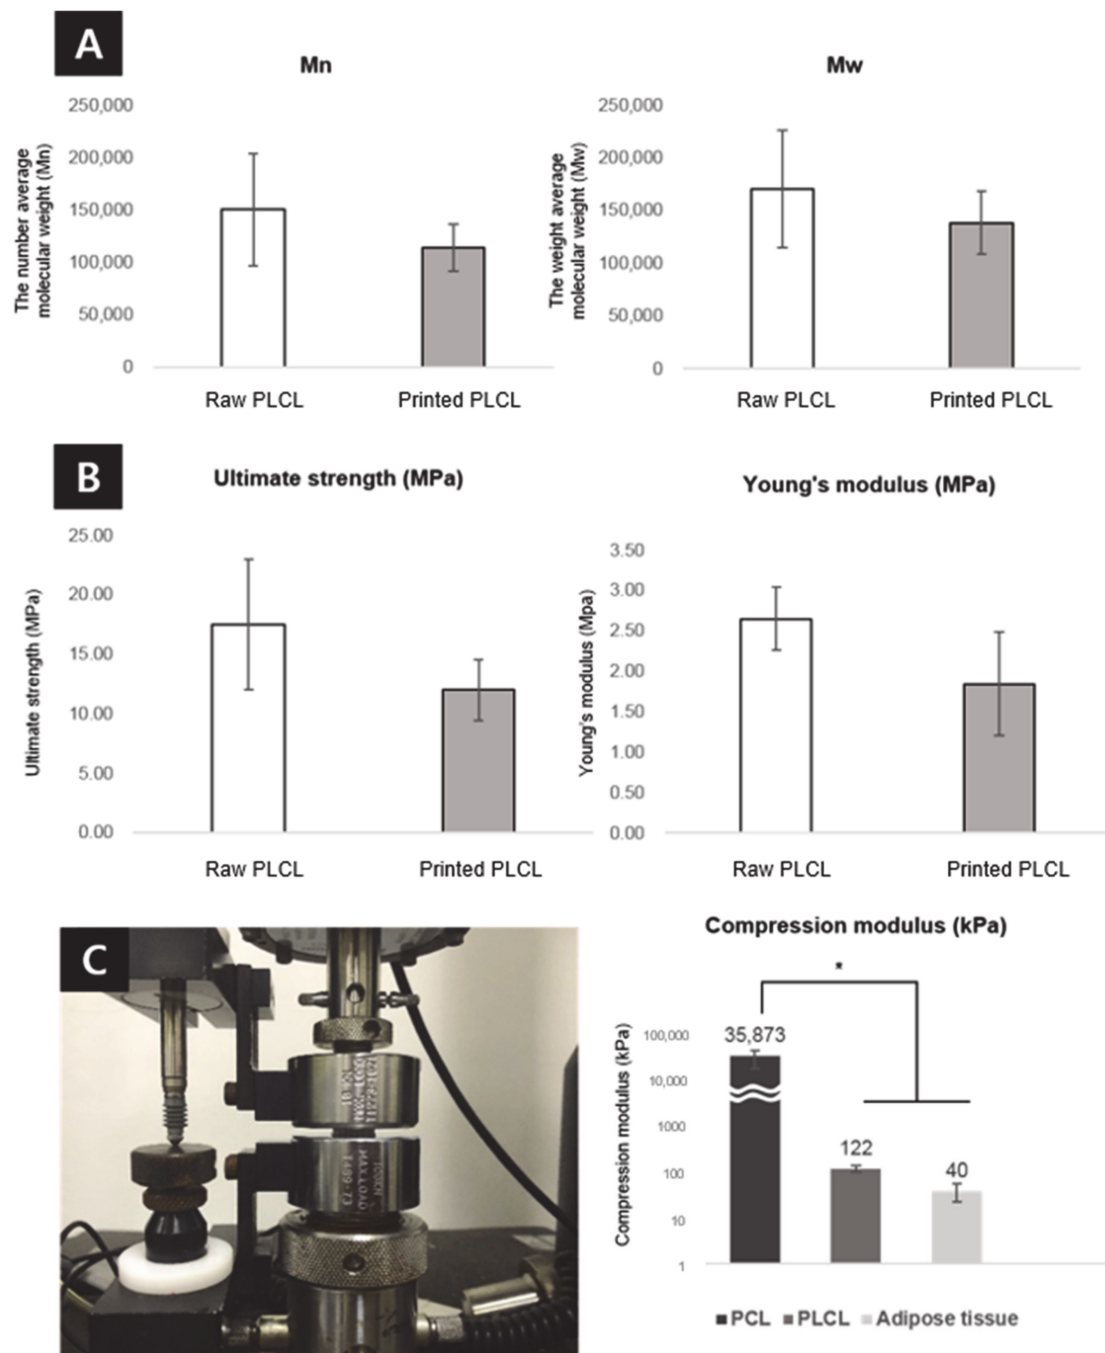 A
Mn
Mw
The number average
molecular weight (Mn)
250,000
200,000
150,000
100,000
50,000
0
Raw PLCL
Printed PLCL
The weight average
molecular weight (Mw)
250,000
200,000
150,000
100,000
50,000
0
Raw PLCL
Printed PLCL
B
Ultimate strength (MPa)
Ultimate strength (MPa)
25.00
20.00
15.00
10.00
5.00
0.00
Raw PLCL
Printed PLCL
Young's modulus (MPa)
Young's modulus (Mpa)
3.50
3.00
2.50
2.00
1.50
1.00
0.50
0.00
Raw PLCL
Printed PLCL
C
MAX.LOAD
Compression modulus (kPa)
*
Compression modulus (kPa)
100,000
10,000
1000
100
10
1
35,873
122
40
PCL
PLCL
Adipose tissue